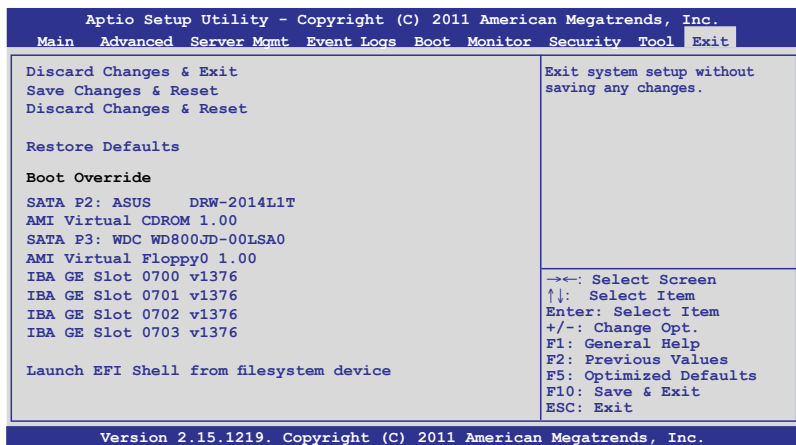 Aptio Setup Utility - Copyright (C) 2011 American Megatrends, Inc.
Main Advanced Server Mgmt Event Logs Boot Monitor Security Tool Exit
Discard Changes & Exit
Save Changes & Reset
Discard Changes & Reset
Restore Defaults
Boot Override
SATA P2: ASUS DRW-2014L1T
AMI Virtual CDROM 1.00
SATA P3: WDC WD800JD-00LSA0
AMI Virtual Floppy0 1.00
IBA GE Slot 0700 v1376
IBA GE Slot 0701 v1376
IBA GE Slot 0702 v1376
IBA GE Slot 0703 v1376
Launch EFI Shell from filesystem device
Exit system setup without
saving any changes.
→←: Select Screen
↑↓: Select Item
Enter: Select Item
+/-: Change Opt.
F1: General Help
F2: Previous Values
F5: Optimized Defaults
F10: Save & Exit
ESC: Exit
Version 2.15.1219. Copyright (C) 2011 American Megatrends, Inc.